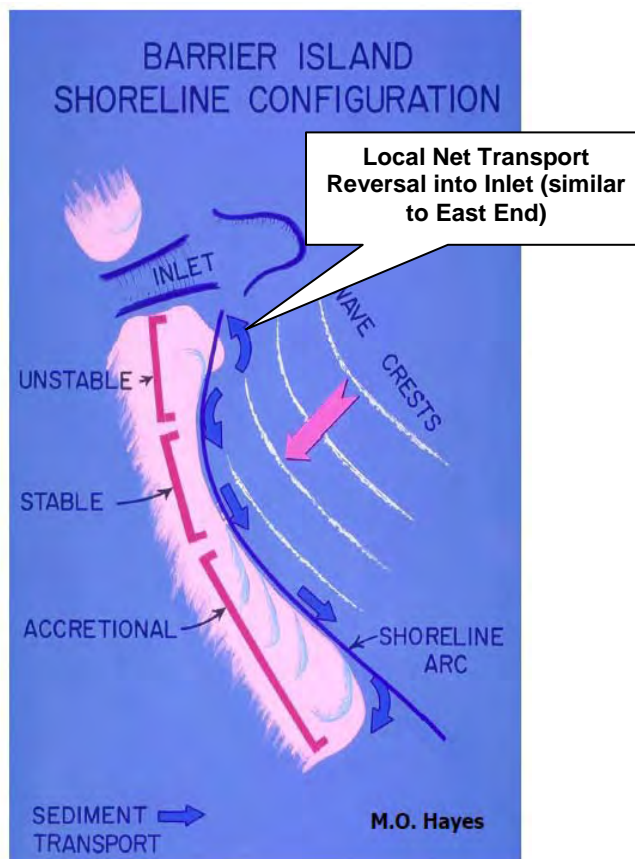 BARRIER ISLAND
SHORELINE CONFIGURATION
Local Net Transport
Reversal into Inlet (similar
to East End)
INLET
WAVE CRESTS
UNSTABLE
STABLE
ACCRETIONAL
SHORELINE
ARC
SEDIMENT
TRANSPORT
M.O. Hayes